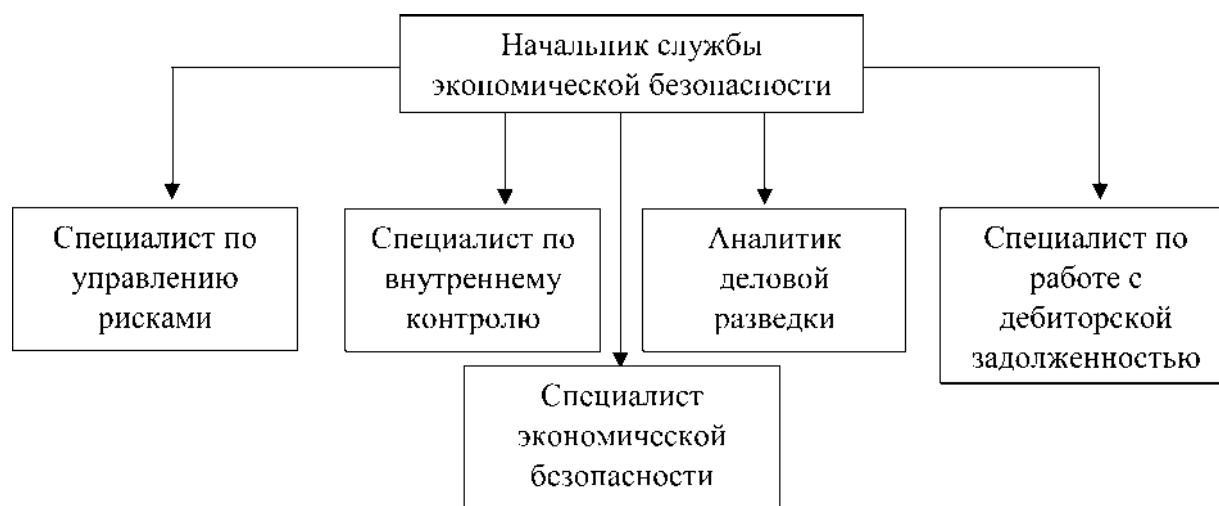 Начальник службы
экономической безопасности
Специалист по
управлению
рисками
Специалист по
внутреннему
контролю
Аналитик
деловой
разведки
Специалист по
работе с
дебиторской
задолженностью
Специалист
экономической
безопасности